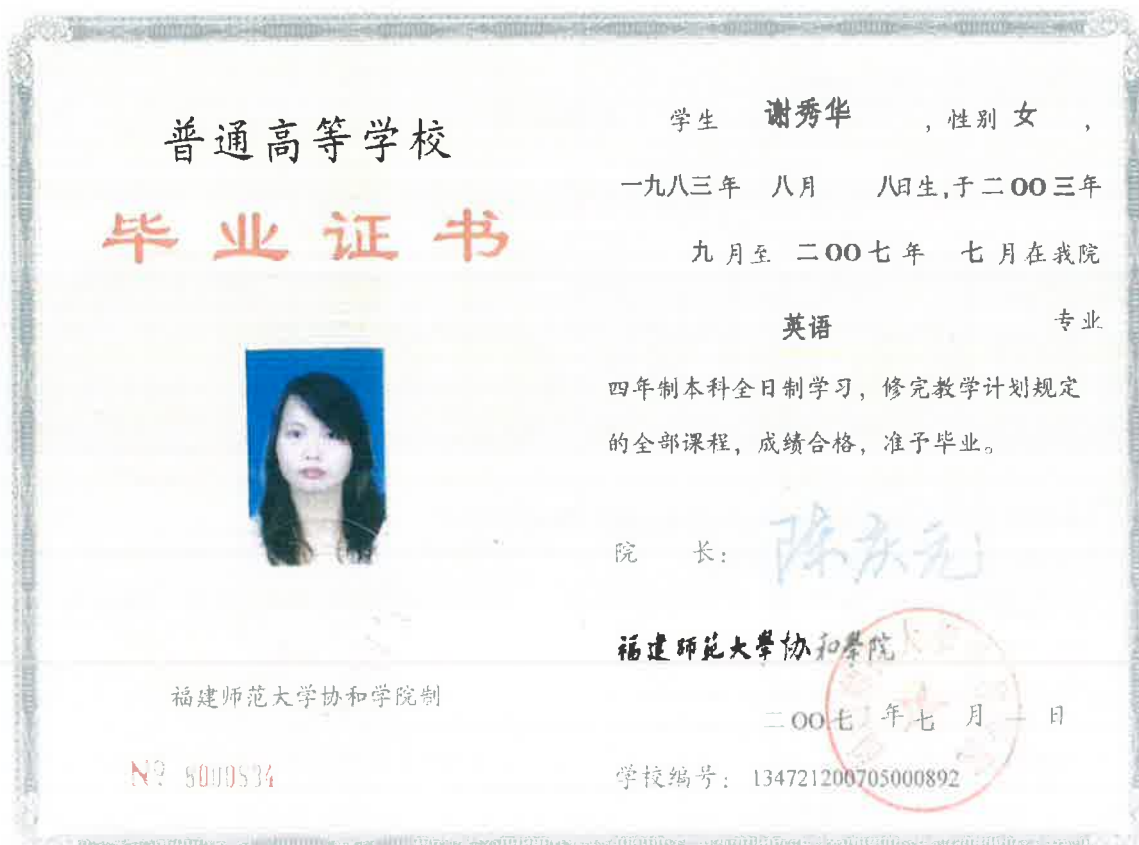 普通高等学校
毕业证书
福建师范大学协和学院制
学生 谢秀华 ，性别 女 ，
一九八三年 八月 八日生,于二00三年
九月至 二00七年 七月在我院
英语 专业
四年制本科全日制学习，修完教学计划规定
的全部课程，成绩合格，准予毕业。
院 长： 陈庆元
福建师范大學协和學院
二00七年七月一日
学校编号：134721200705000892